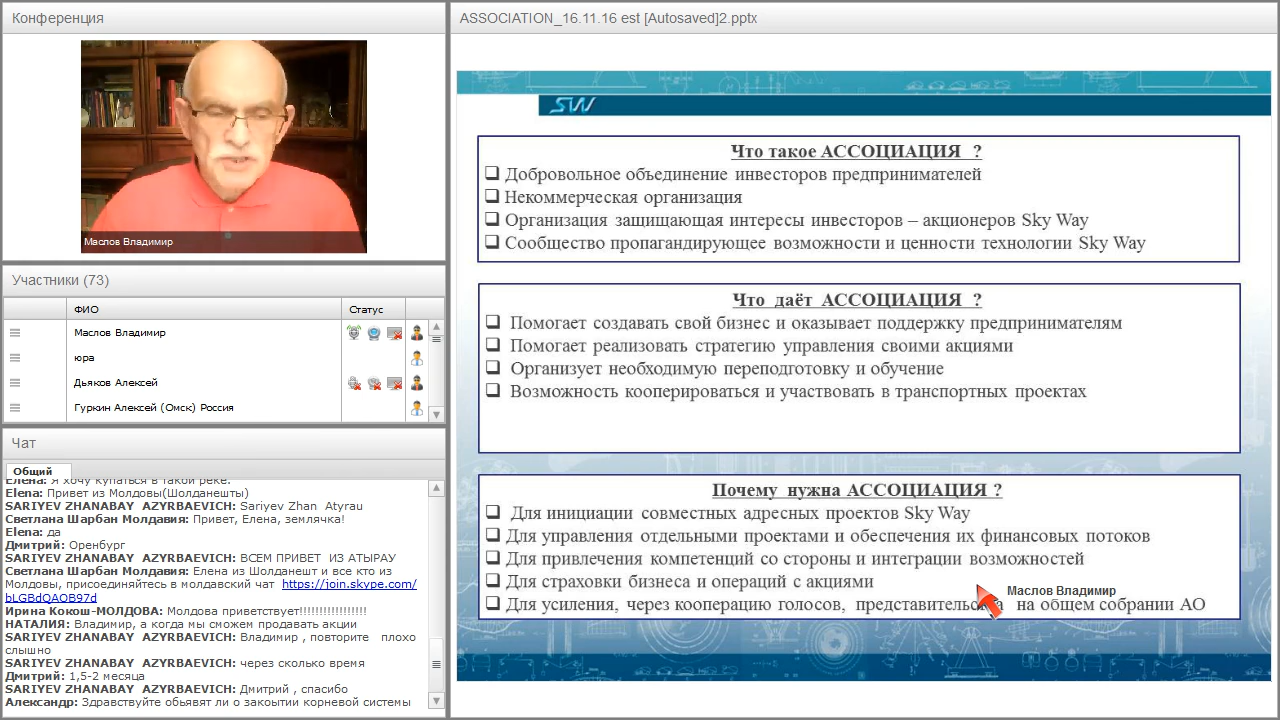 Конференция
Маслов Владимир
Участники (73)
ФИО
Статус
Маслов Владимир
юра
Дьяков Алексей
Гуркин Алексей (Омск) Россия
Чат
Общий
Елена: Я хочу купаться в такой реке.
Elena: Привет из Молдовы(Шолданешты)
SARIYEV ZHANABAY AZYRBAEVICH: Sariyev Zhan Atyrau
Светлана Шарбан Молдавия: Привет, Елена, землячка!
Elena: да
Дмитрий: Оренбург
SARIYEV ZHANABAY AZYRBAEVICH: ВСЕМ ПРИВЕТ ИЗ АТЫРАУ
Светлана Шарбан Молдавия: Елена из Шолданешт и все кто из
Молдовы, присоединяйтесь в молдавский чат https://join.skype.com/
bLGBdQAOB97d
Ирина Кокош-МОЛДОВА: Молдова приветствует!!!!!!!!!!!!!!!!!
НАТАЛИЯ: Владимир, а когда мы сможем продавать акции
SARIYEV ZHANABAY AZYRBAEVICH: Владимир , повторите плохо
слышно
SARIYEV ZHANABAY AZYRBAEVICH: через сколько время
Дмитрий: 1,5-2 месяца
SARIYEV ZHANABAY AZYRBAEVICH: Дмитрий , спасибо
Александр: Здравствуйте обьявят ли о закоытии корневой системы
ASSOCIATION_16.11.16 est [Autosaved]2.pptx
SW
Что такое АССОЦИАЦИЯ ?
Добровольное объединение инвесторов предпринимателей
Некоммерческая организация
Организация защищающая интересы инвесторов – акционеров Sky Way
Сообщество пропагандирующее возможности и ценности технологии Sky Way
Что даёт АССОЦИАЦИЯ ?
Помогает создавать свой бизнес и оказывает поддержку предпринимателям
Помогает реализовать стратегию управления своими акциями
Организует необходимую переподготовку и обучение
Возможность кооперироваться и участвовать в транспортных проектах
Почему нужна АССОЦИАЦИЯ ?
Для инициации совместных адресных проектов Sky Way
Для управления отдельными проектами и обеспечения их финансовых потоков
Для привлечения компетенций со стороны и интеграции возможностей
Для страховки бизнеса и операций с акциями
Маслов Владимир
Для усиления, через кооперацию голосов, представительства на общем собрании АО